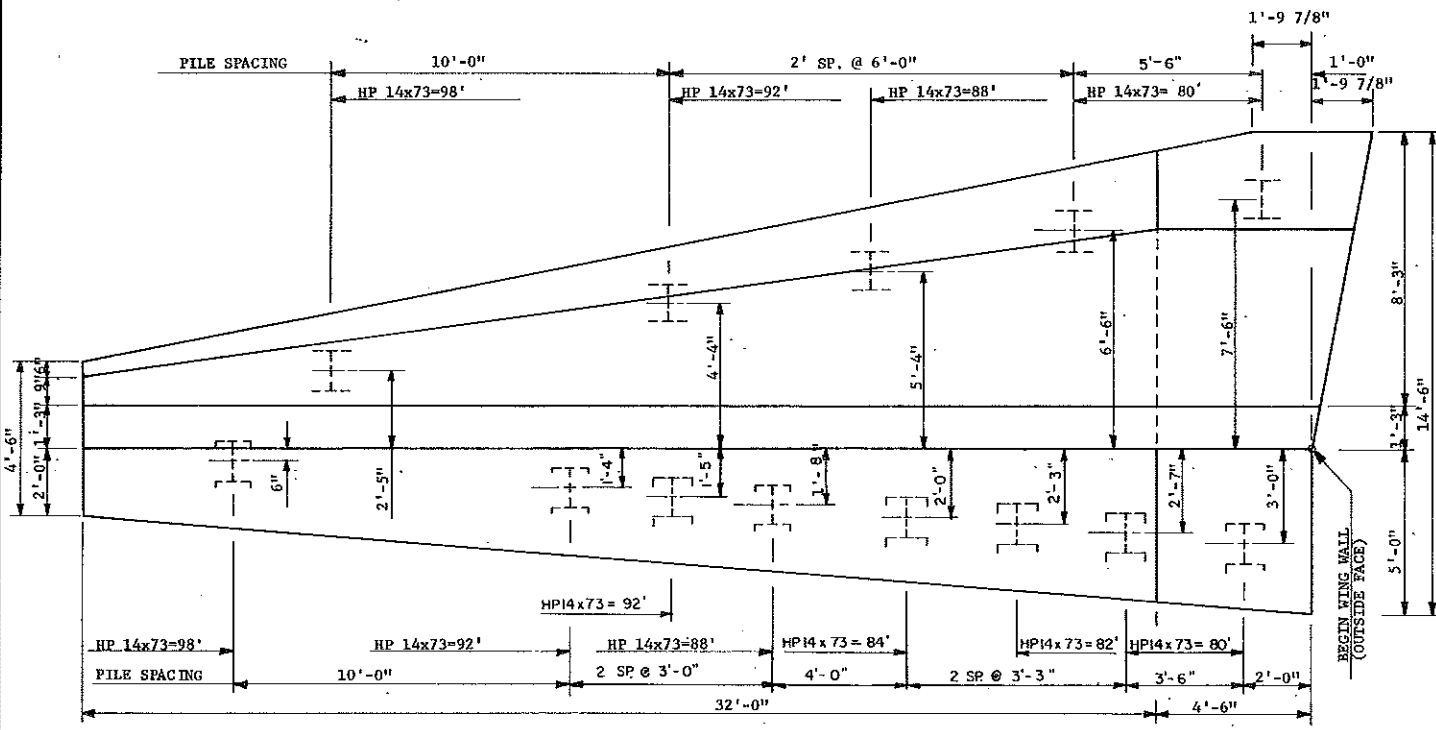 1'-9 7/8"
PILE SPACING
10'-0"
2' SP. @ 6'-0"
5'-6"
1'-0"
HP 14x73=98'
HP 14x73=92'
HP 14x73=88'
HP 14x73= 80'
1'-9 7/8"
8'-3"
14'-6"
1'-3"
5'-0"
4'-6"
6"
9"
1'-3"
2'-0"
6"
2'-5"
4'-4"
5'-4"
6'-6"
7'-6"
1'-4"
1'-5"
1'-8
2'-0"
2'-3"
2'-7"
3'-0"
BEGIN WING WALL
(OUTSIDE FACE)
HP14x73= 92'
HP 14x73=98'
HP 14x73=92'
HP 14x73=88'
HP14x 73= 84'
HP14x73= 82'
HP14x73= 80'
PILE SPACING
10'-0"
2 SP. @ 3'-0"
4'-0"
2 SP. @ 3'-3"
3'-6"
2'-0"
32'-0"
4'-6"